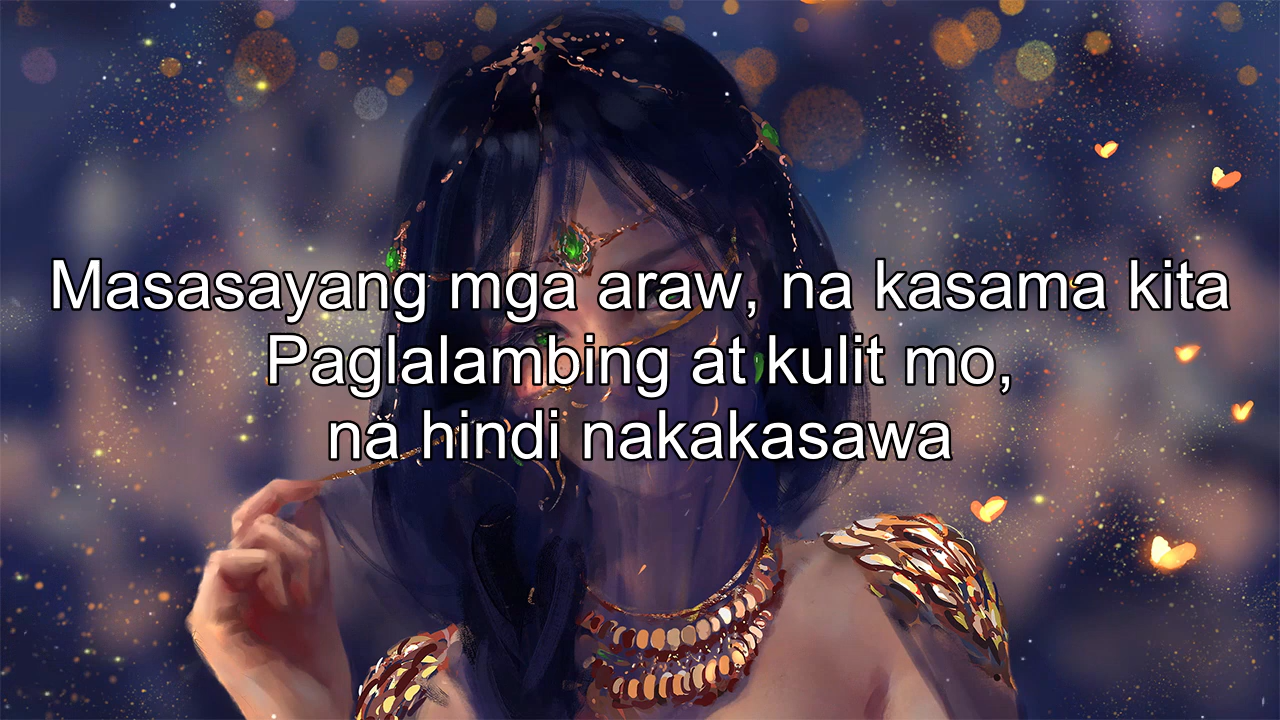 Masasayang mga araw, na kasama kita
Paglalambing at kulit mo,
na hindi nakakasawa